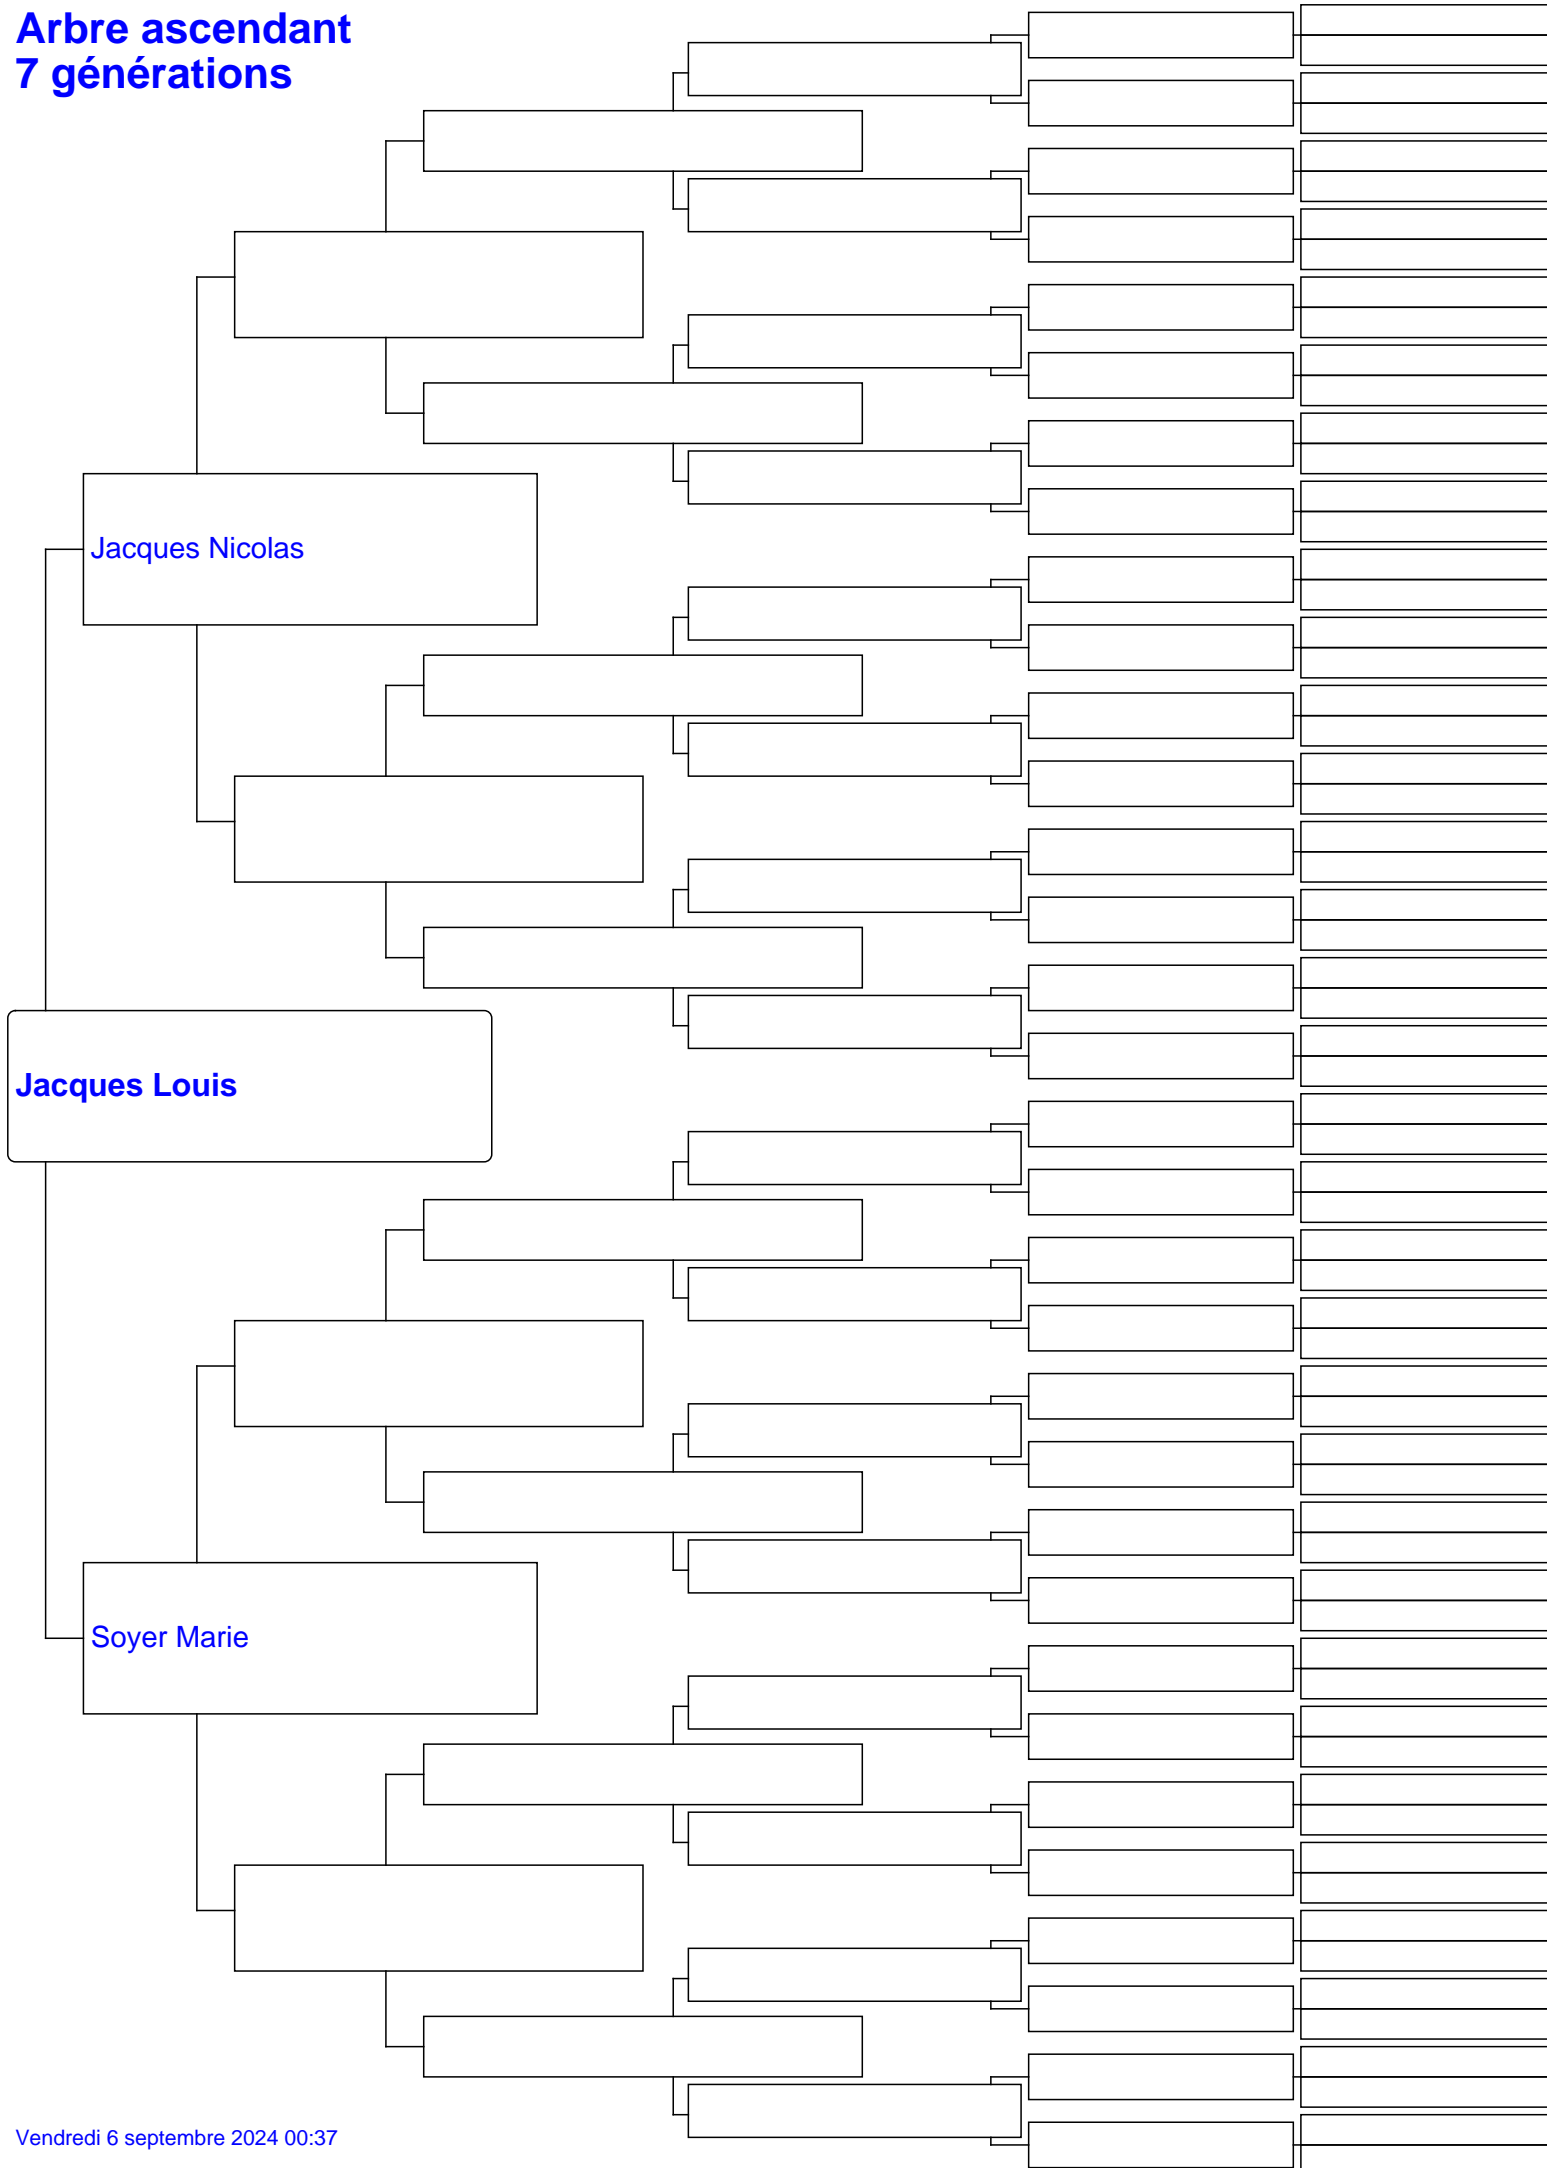 Arbre ascendant
7 générations
Jacques Nicolas
Jacques Louis
Soyer Marie
Vendredi 6 septembre 2024 00:37